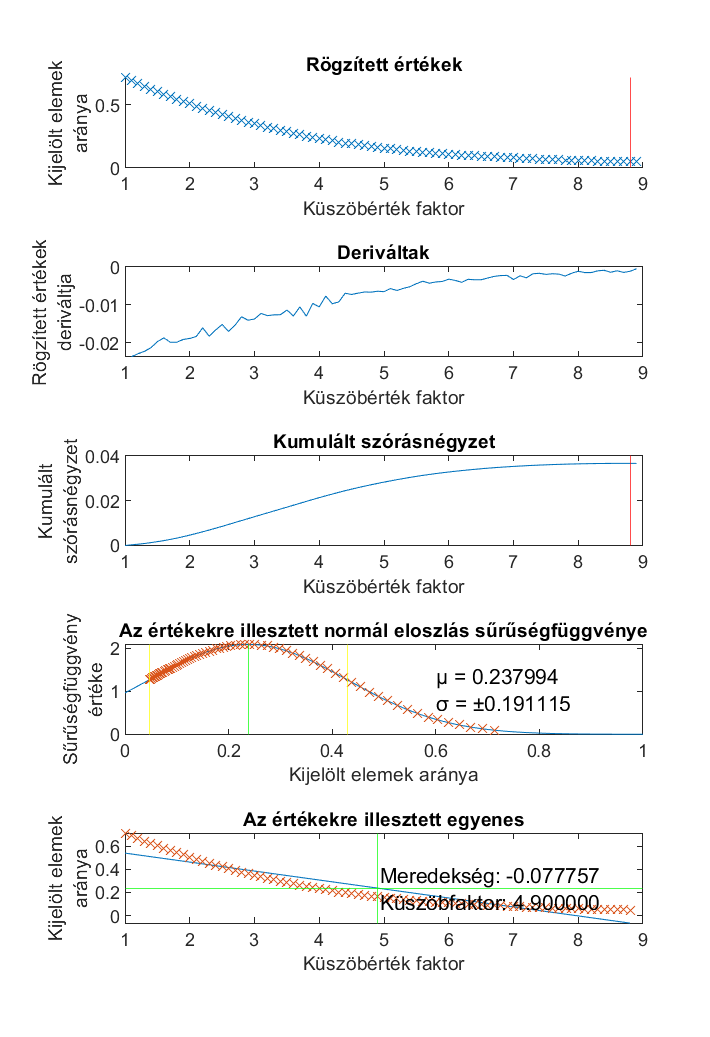 Rögzített értékek
Kijelölt elemek
aránya
0.5
0
1 2 3 4 5 6 7 8 9
Küszöbérték faktor
Deriváltak
Rögzített értékek
deriváltja
0
-0.01
-0.02
1 2 3 4 5 6 7 8 9
Küszöbérték faktor
Kumulált szórásnégyzet
Kumulált
szórásnégyzet
0.04
0.02
0
1 2 3 4 5 6 7 8 9
Küszöbérték faktor
Az értékekre illesztett normál eloszlás sűrűségfüggvénye
Sűrűségfüggvény
értéke
2
1
0
μ = 0.237994
σ = ±0.191115
0 0.2 0.4 0.6 0.8 1
Kijelölt elemek aránya
Az értékekre illesztett egyenes
Kijelölt elemek
aránya
0.6
0.4
0.2
0
Meredekség: -0.077757
Küszöbfaktor: 4.900000
1 2 3 4 5 6 7 8 9
Küszöbérték faktor